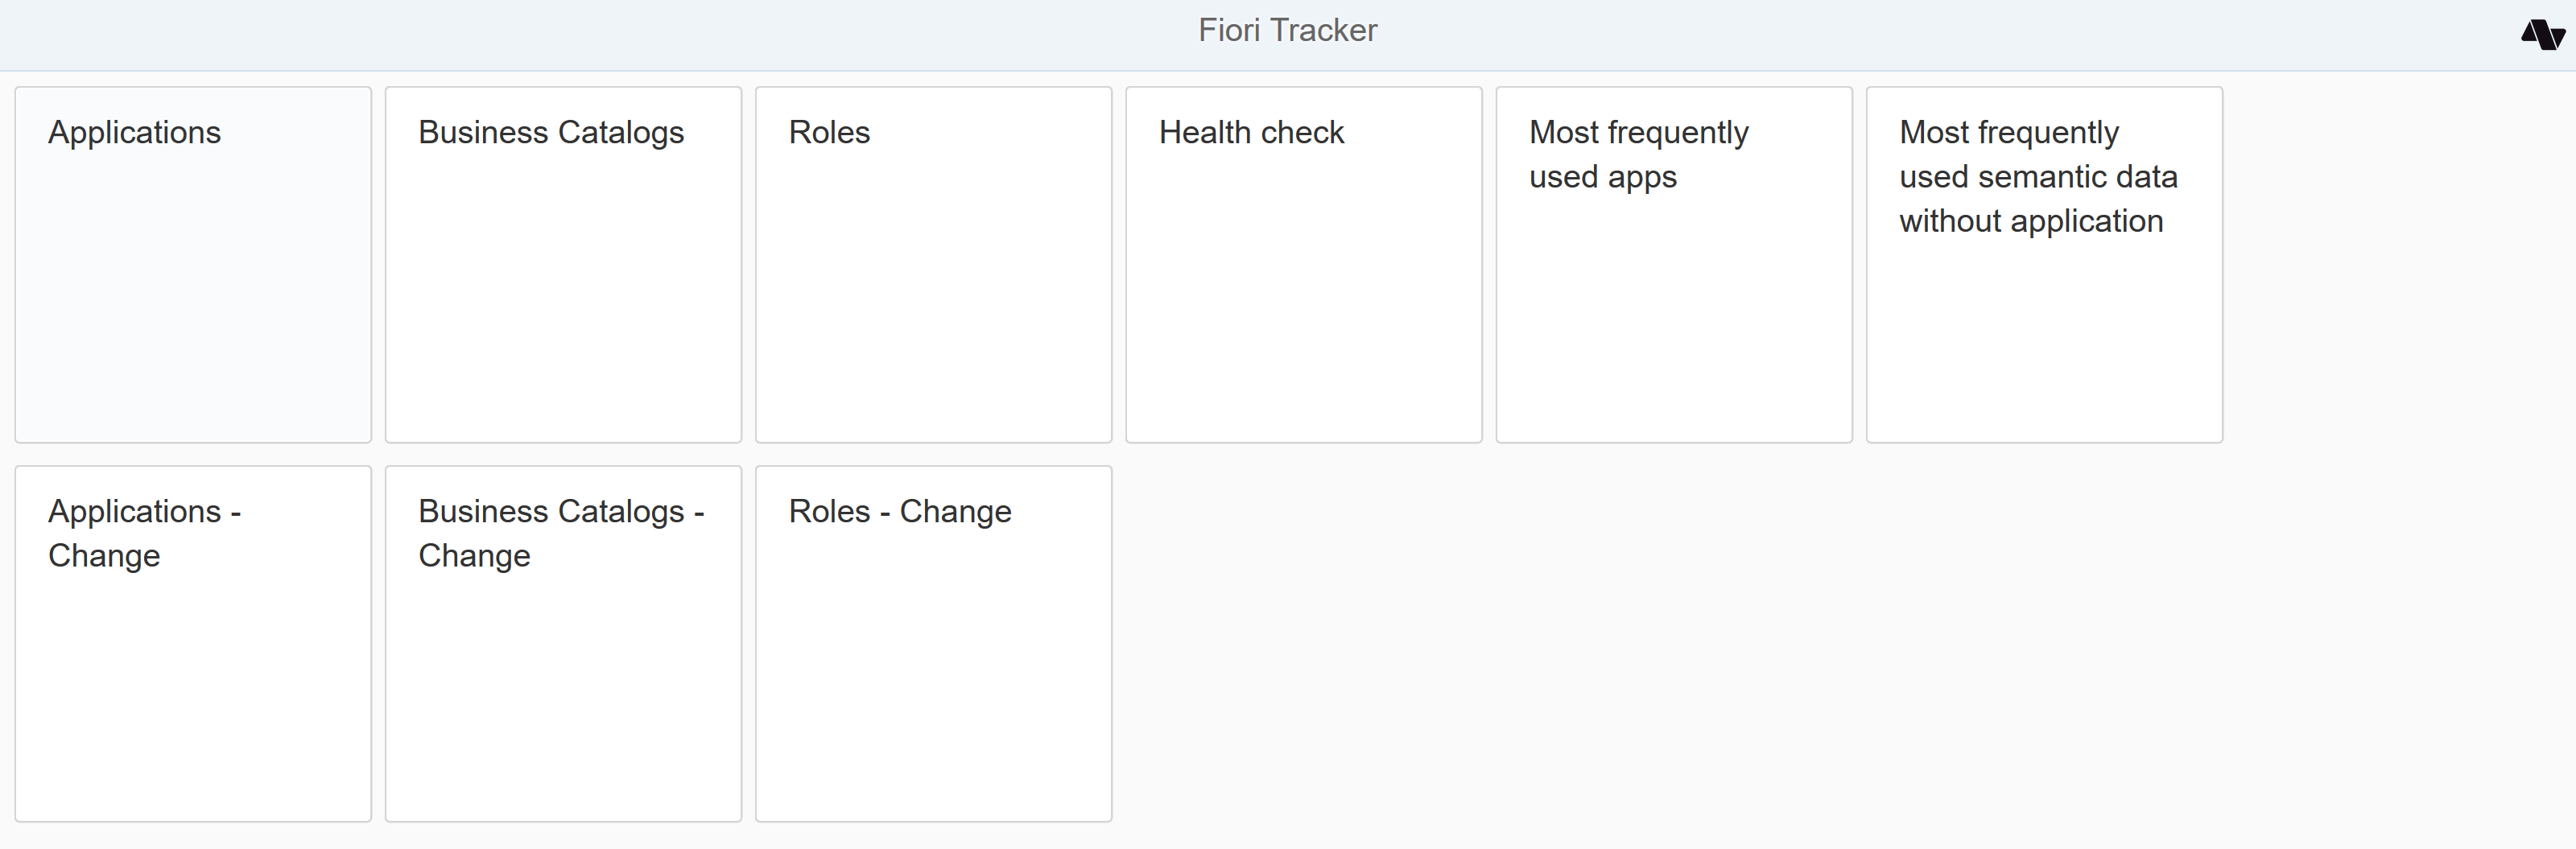 Fiori Tracker
Applications
Business Catalogs
Roles
Health check
Most frequently
used apps
Most frequently
used semantic data
without application
Applications -
Change
Business Catalogs -
Change
Roles - Change